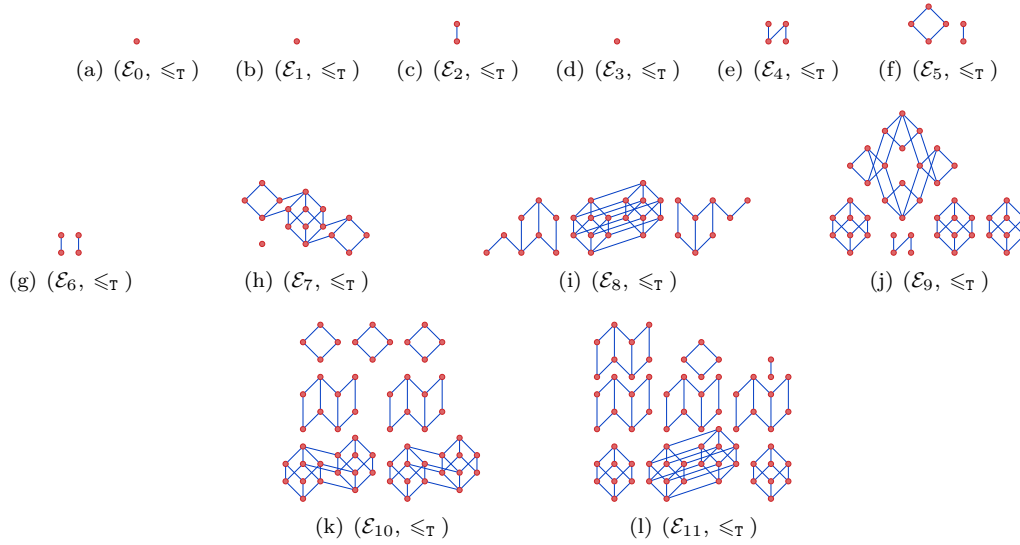 (a) (ℰ₀, ⩽ₜ) (b) (ℰ₁, ⩽ₜ) (c) (ℰ₂, ⩽ₜ) (d) (ℰ₃, ⩽ₜ) (e) (ℰ₄, ⩽ₜ) (f) (ℰ₅, ⩽ₜ)
(g) (ℰ₆, ⩽ₜ) (h) (ℰ₇, ⩽ₜ) (i) (ℰ₈, ⩽ₜ) (j) (ℰ₉, ⩽ₜ)
(k) (ℰ₁₀, ⩽ₜ) (l) (ℰ₁₁, ⩽ₜ)